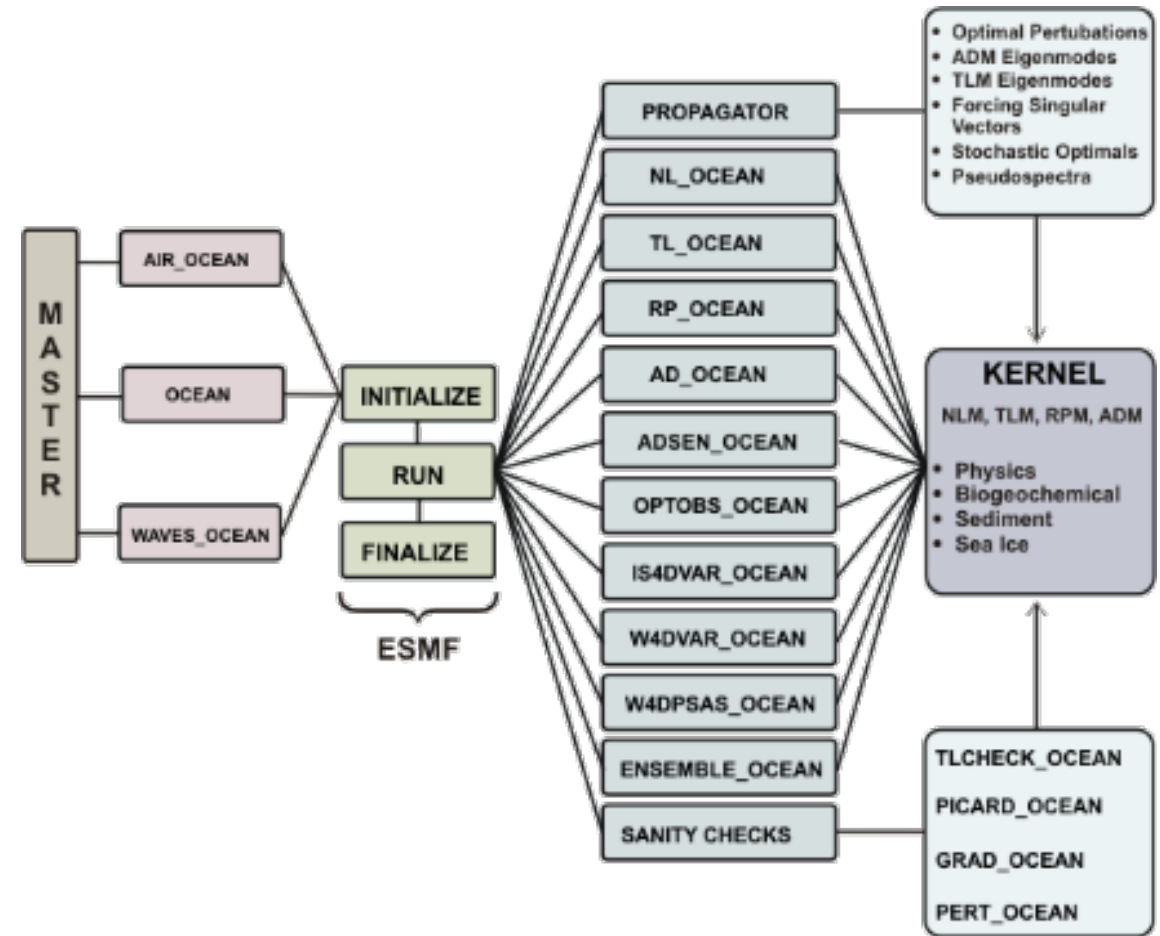 MASTER
AIR_OCEAN
OCEAN
WAVES_OCEAN
INITIALIZE
RUN
FINALIZE
ESMF
PROPAGATOR
NL_OCEAN
TL_OCEAN
RP_OCEAN
AD_OCEAN
ADSEN_OCEAN
OPTOBS_OCEAN
IS4DVAR_OCEAN
W4DVAR_OCEAN
W4DPSAS_OCEAN
ENSEMBLE_OCEAN
SANITY CHECKS
• Optimal Pertubations
• ADM Eigenmodes
• TLM Eigenmodes
• Forcing Singular
Vectors
• Stochastic Optimals
• Pseudospectra
KERNEL
NLM, TLM, RPM, ADM
• Physics
• Biogeochemical
• Sediment
• Sea Ice
TLCHECK_OCEAN
PICARD_OCEAN
GRAD_OCEAN
PERT_OCEAN